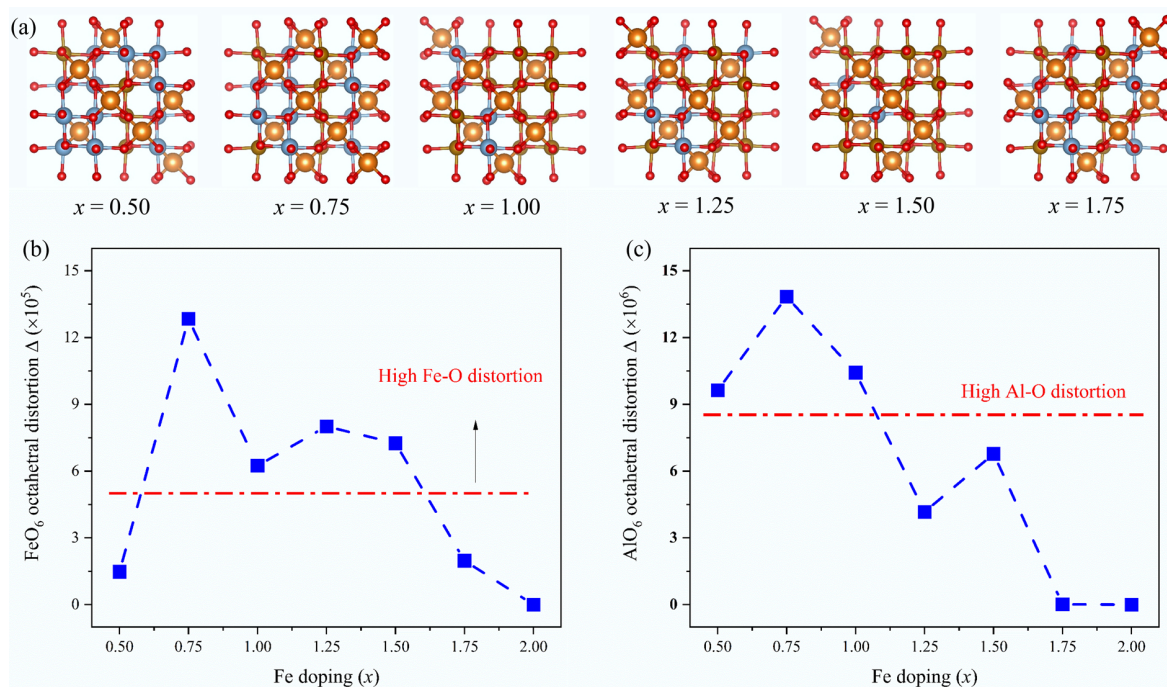 (a)
x = 0.50
x = 0.75
x = 1.00
x = 1.25
x = 1.50
x = 1.75
(b)
FeO6 octahetral distortion Δ (×10^5)
15
12
9
6
3
0
High Fe-O distortion
0.50 0.75 1.00 1.25 1.50 1.75 2.00
Fe doping (x)
(c)
AlO6 octahetral distortion Δ (×10^6)
15
12
9
6
3
0
High Al-O distortion
0.50 0.75 1.00 1.25 1.50 1.75 2.00
Fe doping (x)